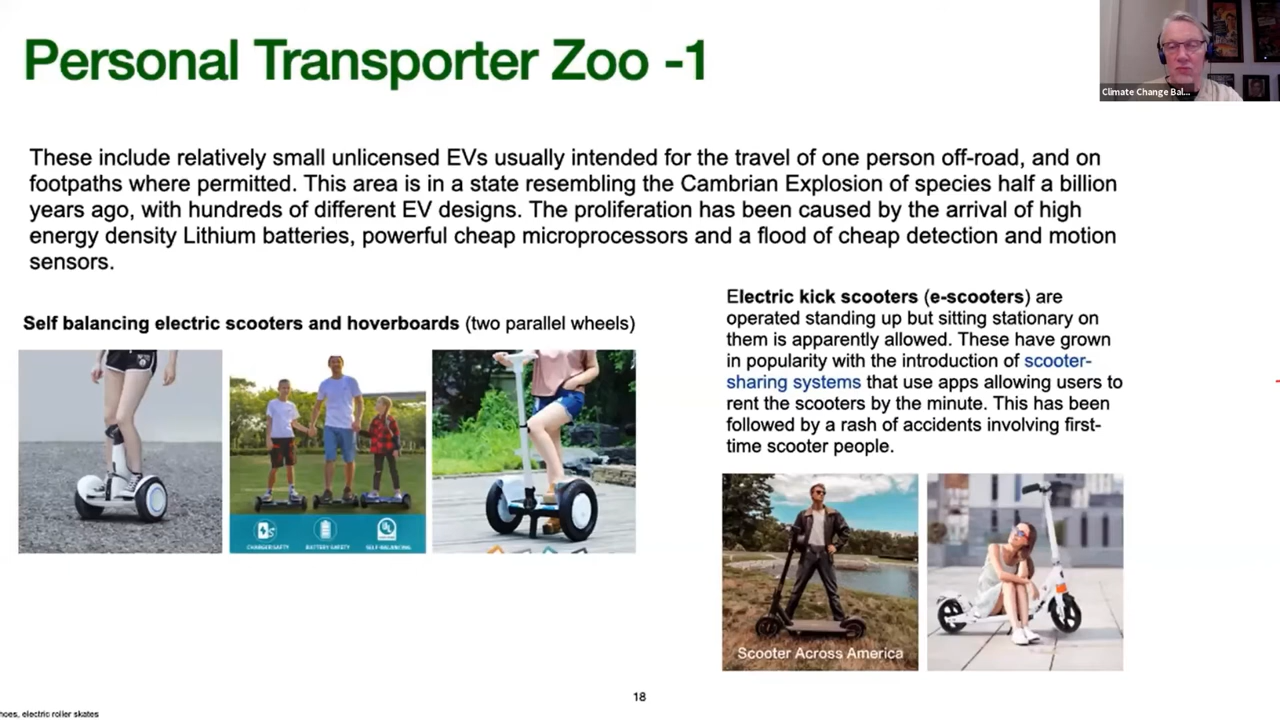 Personal Transporter Zoo -1
Climate Change Bal...
These include relatively small unlicensed EVs usually intended for the travel of one person off-road, and on
footpaths where permitted. This area is in a state resembling the Cambrian Explosion of species half a billion
years ago, with hundreds of different EV designs. The proliferation has been caused by the arrival of high
energy density Lithium batteries, powerful cheap microprocessors and a flood of cheap detection and motion
sensors.
Self balancing electric scooters and hoverboards (two parallel wheels)
CHARGER SAFTY
BATTERY SAFETY
SELF-BALANCING
Electric kick scooters (e-scooters) are
operated standing up but sitting stationary on
them is apparently allowed. These have grown
in popularity with the introduction of scooter-
sharing systems that use apps allowing users to
rent the scooters by the minute. This has been
followed by a rash of accidents involving first-
time scooter people.
Scooter Across America
18
hoes, electric roller skates